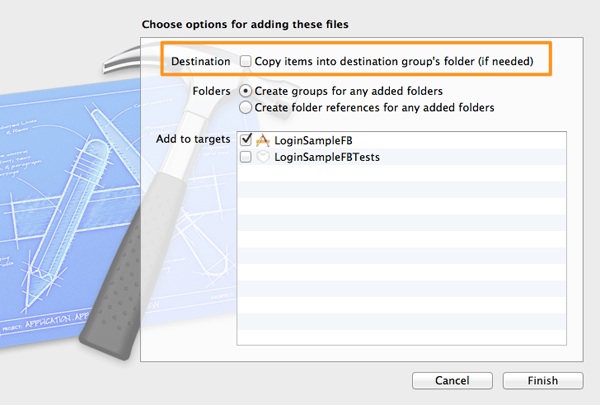 Choose options for adding these files
Destination Copy items into destination group's folder (if needed)
Folders Create groups for any added folders
Create folder references for any added folders
Add to targets LoginSampleFB
LoginSampleFBTests
PROJECT: APPLICATION.APP
Cancel Finish